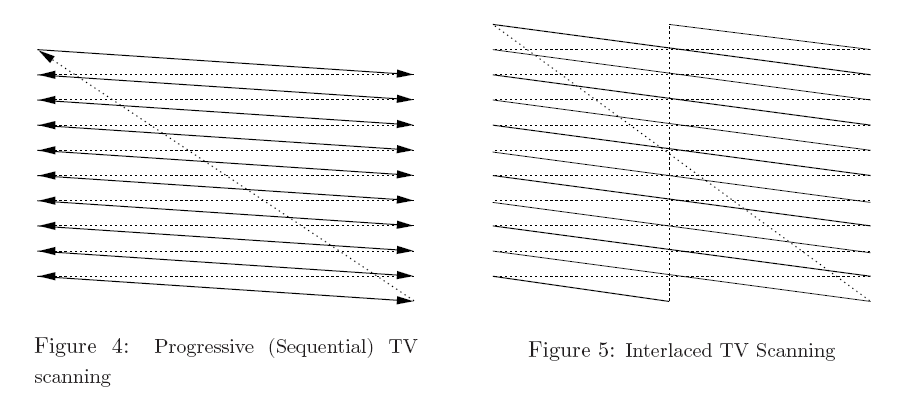 Figure 4: Progressive (Sequential) TV
scanning
Figure 5: Interlaced TV Scanning